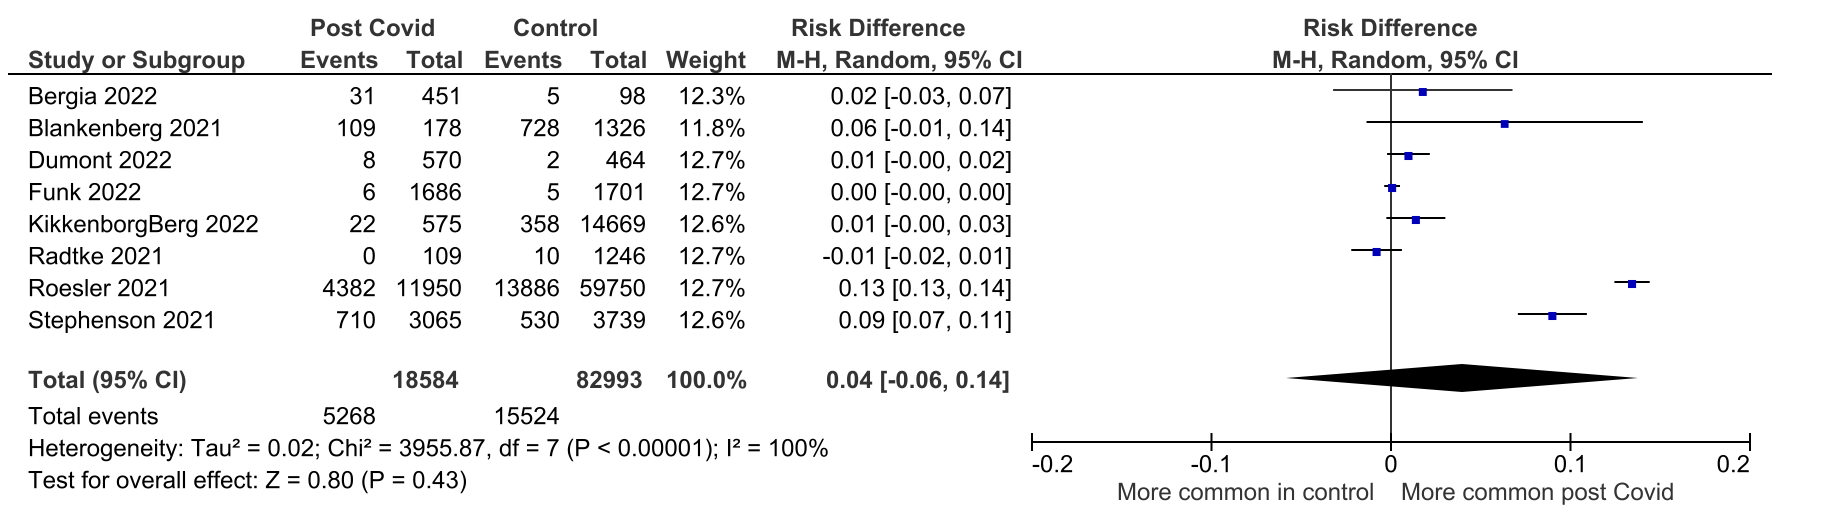 Post Covid Control Risk Difference Risk Difference
Study or Subgroup Events Total Events Total Weight M-H, Random, 95% CI M-H, Random, 95% CI
Bergia 2022 31 451 5 98 12.3% 0.02 [-0.03, 0.07]
Blankenberg 2021 109 178 728 1326 11.8% 0.06 [-0.01, 0.14]
Dumont 2022 8 570 2 464 12.7% 0.01 [-0.00, 0.02]
Funk 2022 6 1686 5 1701 12.7% 0.00 [-0.00, 0.00]
KikkenborgBerg 2022 22 575 358 14669 12.6% 0.01 [-0.00, 0.03]
Radtke 2021 0 109 10 1246 12.7% -0.01 [-0.02, 0.01]
Roesler 2021 4382 11950 13886 59750 12.7% 0.13 [0.13, 0.14]
Stephenson 2021 710 3065 530 3739 12.6% 0.09 [0.07, 0.11]
Total (95% CI) 18584 82993 100.0% 0.04 [-0.06, 0.14]
Total events 5268 15524
Heterogeneity: Tau² = 0.02; Chi² = 3955.87, df = 7 (P < 0.00001); I² = 100%
Test for overall effect: Z = 0.80 (P = 0.43)
-0.2 -0.1 0 0.1 0.2
More common in control More common post Covid